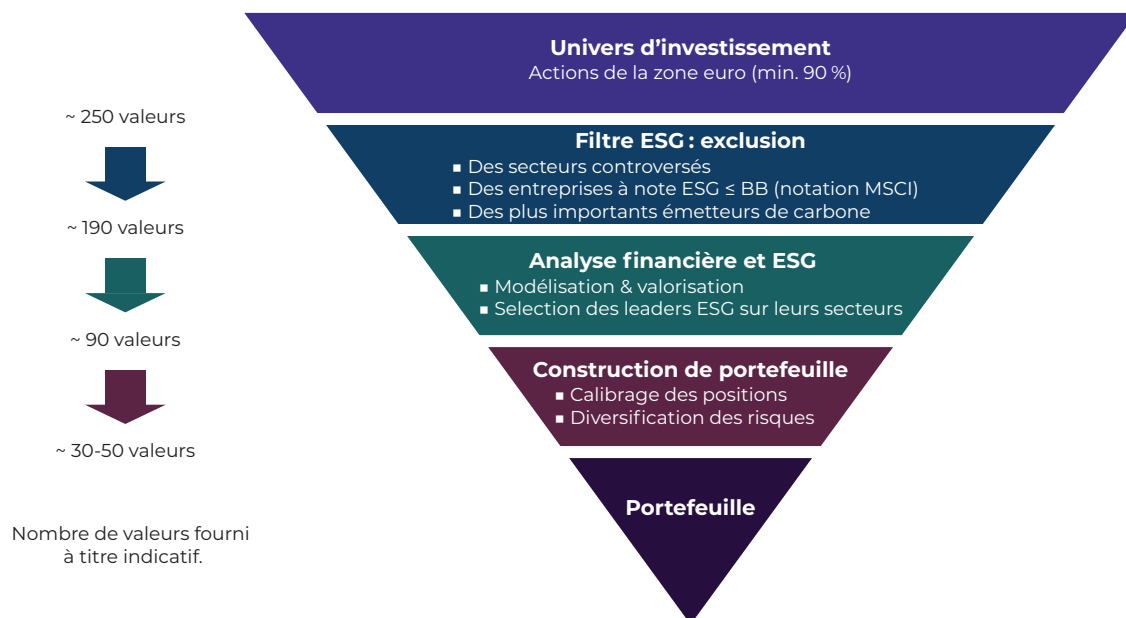 Univers d’investissement
Actions de la zone euro (min. 90 %)
~ 250 valeurs
Filtre ESG : exclusion
▪ Des secteurs controversés
▪ Des entreprises à note ESG ≤ BB (notation MSCI)
▪ Des plus importants émetteurs de carbone
~ 190 valeurs
Analyse financière et ESG
▪ Modélisation & valorisation
▪ Selection des leaders ESG sur leurs secteurs
~ 90 valeurs
Construction de portefeuille
▪ Calibrage des positions
▪ Diversification des risques
~ 30-50 valeurs
Portefeuille
Nombre de valeurs fourni
à titre indicatif.